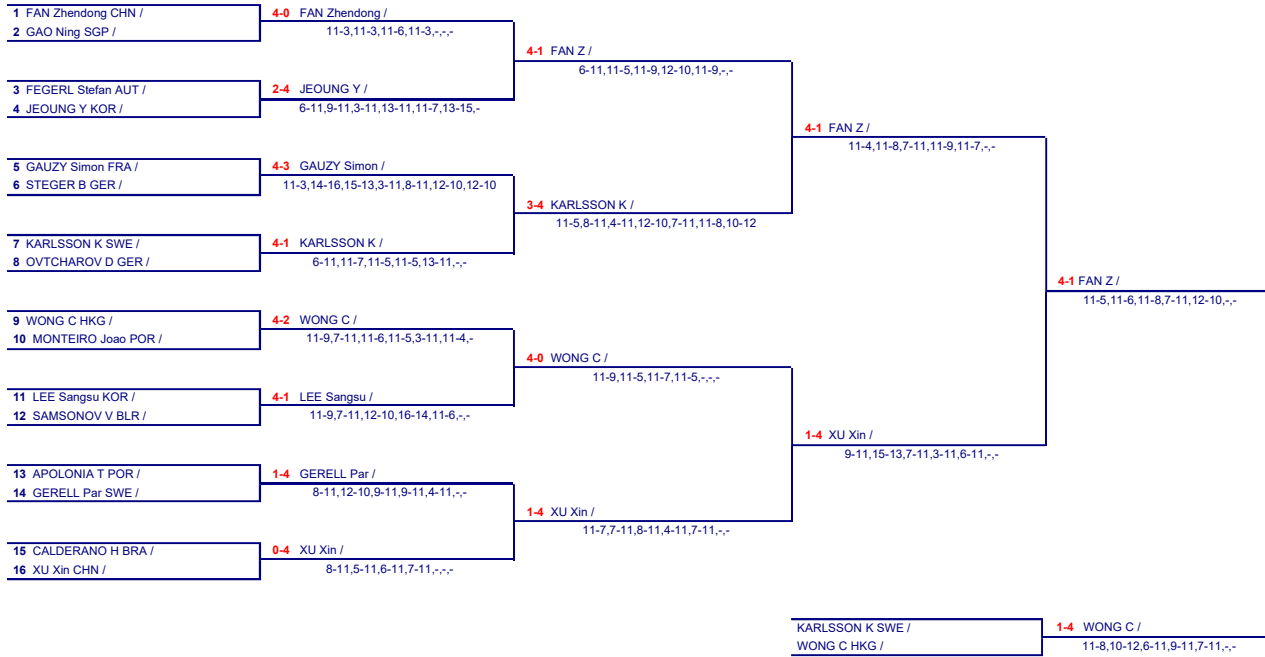 1 FAN Zhendong CHN /
2 GAO Ning SGP /
3 FEGERL Stefan AUT /
4 JEOUNG Y KOR /
5 GAUZY Simon FRA /
6 STEGER B GER /
7 KARLSSON K SWE /
8 OVTCHAROV D GER /
9 WONG C HKG /
10 MONTEIRO Joao POR /
11 LEE Sangsu KOR /
12 SAMSONOV V BLR /
13 APOLONIA T POR /
14 GERELL Par SWE /
15 CALDERANO H BRA /
16 XU Xin CHN /
4-0 FAN Zhendong /
11-3,11-3,11-6,11-3,-,-,-
2-4 JEOUNG Y /
6-11,9-11,3-11,13-11,11-7,13-15,-
4-3 GAUZY Simon /
11-3,14-16,15-13,3-11,8-11,12-10,12-10
4-1 KARLSSON K /
6-11,11-7,11-5,11-5,13-11,-,-
4-2 WONG C /
11-9,7-11,11-6,11-5,3-11,11-4,-
4-1 LEE Sangsu /
11-9,7-11,12-10,16-14,11-6,-,-
1-4 GERELL Par /
8-11,12-10,9-11,9-11,4-11,-,-
0-4 XU Xin /
8-11,5-11,6-11,7-11,-,-,-
4-1 FAN Z /
6-11,11-5,11-9,12-10,11-9,-,-
3-4 KARLSSON K /
11-5,8-11,4-11,12-10,7-11,11-8,10-12
4-0 WONG C /
11-9,11-5,11-7,11-5,-,-,-
1-4 XU Xin /
11-7,7-11,8-11,4-11,7-11,-,-
4-1 FAN Z /
11-4,11-8,7-11,11-9,11-7,-,-
1-4 XU Xin /
9-11,15-13,7-11,3-11,6-11,-,-
4-1 FAN Z /
11-5,11-6,11-8,7-11,12-10,-,-
KARLSSON K SWE /
WONG C HKG /
1-4 WONG C /
11-8,10-12,6-11,9-11,7-11,-,-